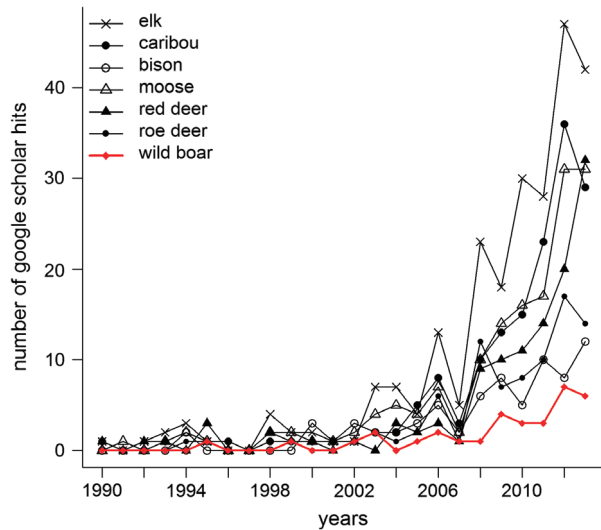 elk
caribou
bison
moose
red deer
roe deer
wild boar
number of google scholar hits
40
30
20
10
0
1990 1994 1998 2002 2006 2010
years